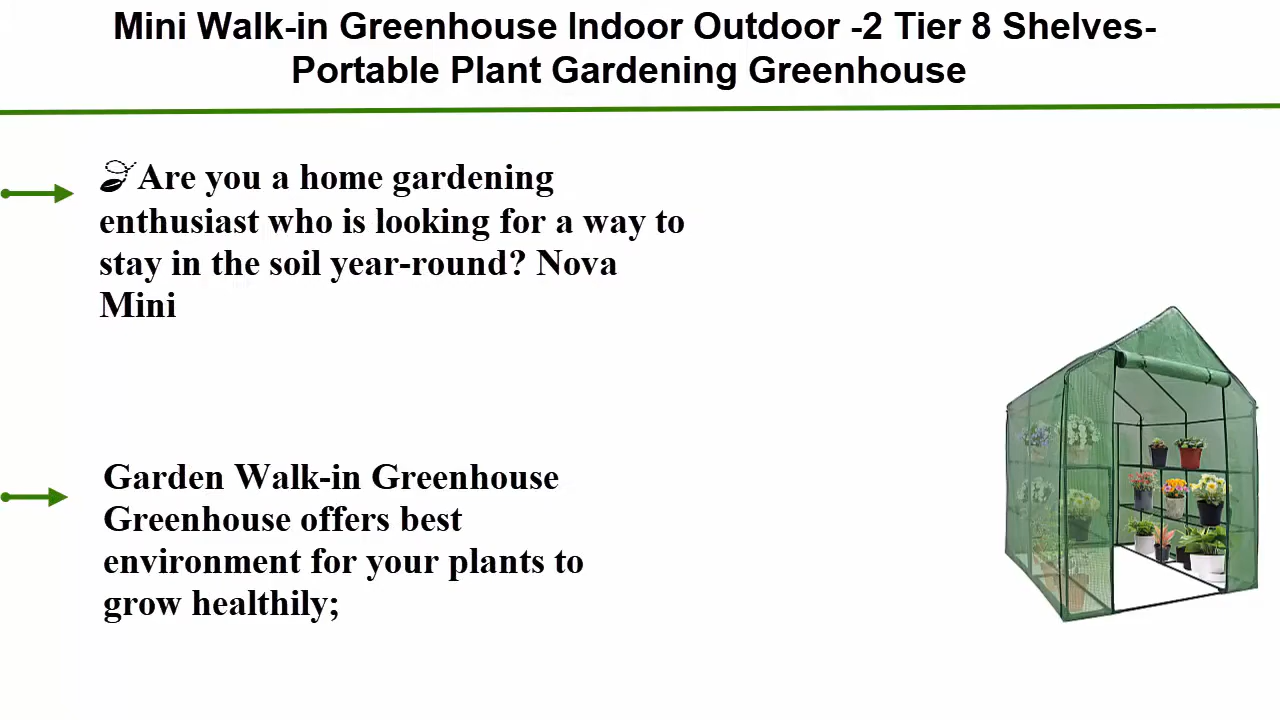 Mini Walk-in Greenhouse Indoor Outdoor -2 Tier 8 Shelves-
Portable Plant Gardening Greenhouse
Are you a home gardening
enthusiast who is looking for a way to
stay in the soil year-round? Nova
Mini
Garden Walk-in Greenhouse
Greenhouse offers best
environment for your plants to
grow healthily;